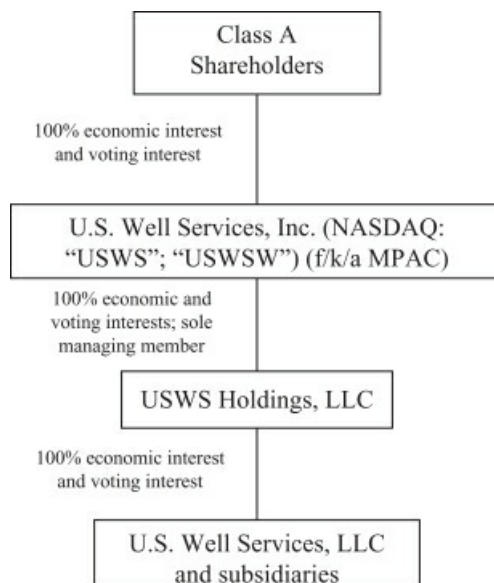 Class A
Shareholders
100% economic interest
and voting interest
U.S. Well Services, Inc. (NASDAQ:
“USWS”; “USWSW”) (f/k/a MPAC)
100% economic and
voting interests; sole
managing member
USWS Holdings, LLC
100% economic interest
and voting interest
U.S. Well Services, LLC
and subsidiaries